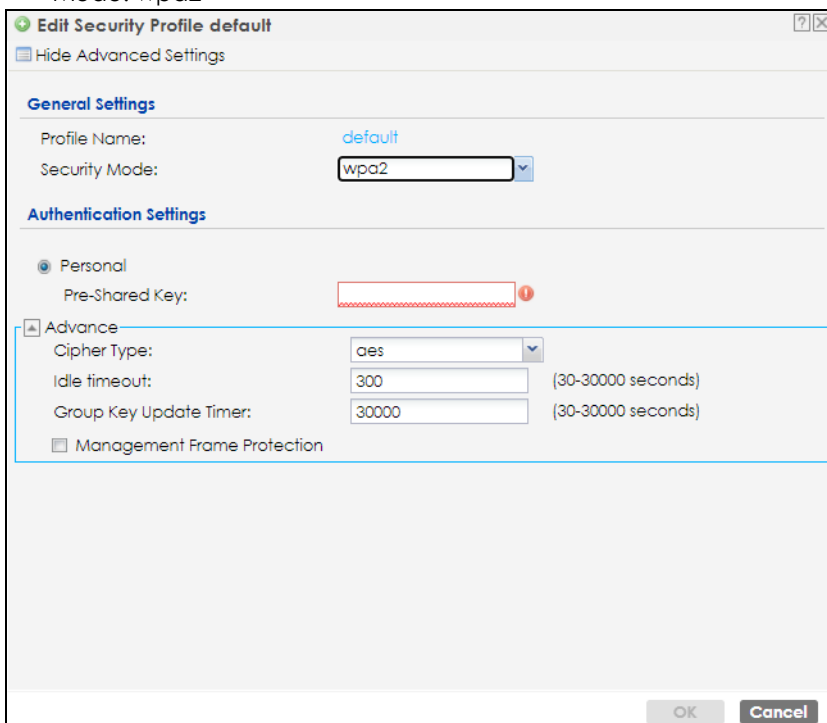 Mode: wpa2
Edit Security Profile default
Hide Advanced Settings
General Settings
Profile Name: default
Security Mode: wpa2
Authentication Settings
Personal
Pre-Shared Key:
Advance
Cipher Type: aes
Idle timeout: 300 (30-30000 seconds)
Group Key Update Timer: 30000 (30-30000 seconds)
Management Frame Protection
OK Cancel